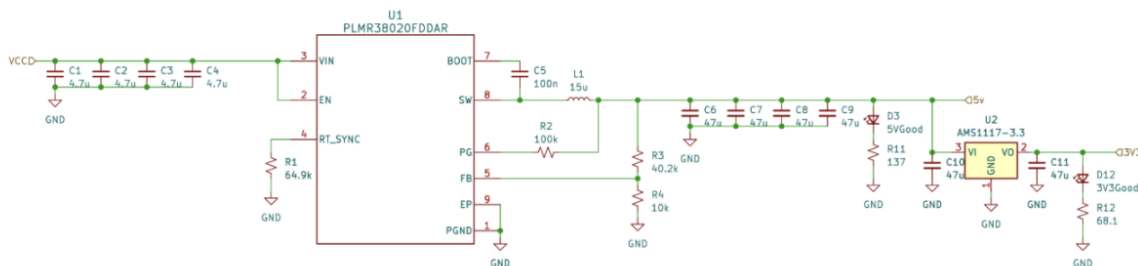 U1
PLMR38020FDDAR
VCC
C1
4.7u
C2
4.7u
C3
4.7u
C4
4.7u
GND
3
VIN
2
EN
4
RT_SYNC
R1
64.9k
GND
BOOT
7
SW
8
PG
6
FB
5
EP
9
PGND
1
GND
C5
100n
L1
15u
R2
100k
R3
40.2k
R4
10k
GND
C6
47u
C7
47u
C8
47u
C9
47u
GND
D3
5VGood
R11
137
GND
5v
U2
AMS1117-3.3
3
VI
VO
2
GND
1
C10
47u
GND
GND
C11
47u
GND
3V3
D12
3V3Good
R12
68.1
GND